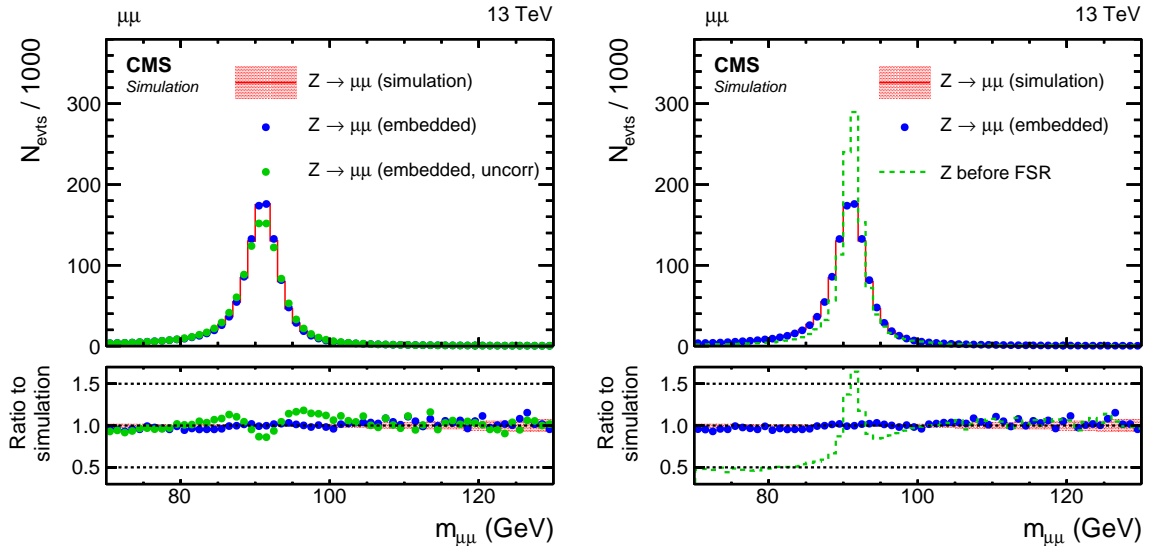 μμ 13 TeV
CMS
Simulation
Z → μμ (simulation)
Z → μμ (embedded)
Z → μμ (embedded, uncorr)
N_evts / 1000
300
200
100
0
Ratio to
simulation
1.5
1.0
0.5
80 100 120
m_μμ (GeV)
μμ 13 TeV
CMS
Simulation
Z → μμ (simulation)
Z → μμ (embedded)
Z before FSR
N_evts / 1000
300
200
100
0
Ratio to
simulation
1.5
1.0
0.5
80 100 120
m_μμ (GeV)